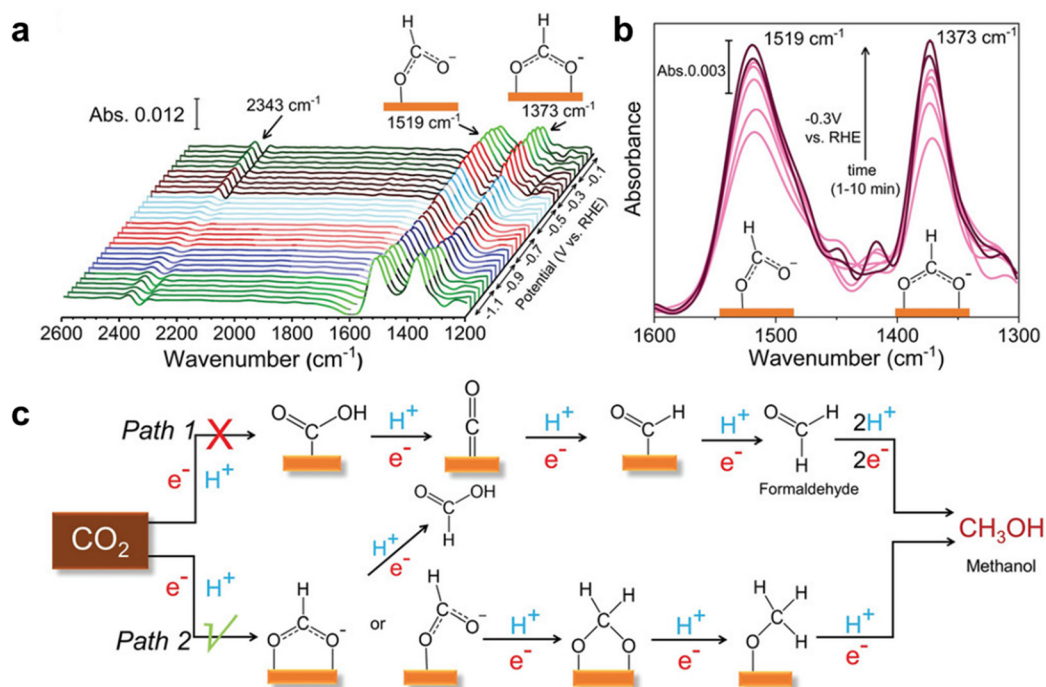 a
Abs. 0.012
2343 cm-1
H
C
O
O-
1519 cm-1
H
C
O
O-
1373 cm-1
-0.1
-0.3
-0.5
-0.7
-0.9
-1.1
Potential (V vs. RHE)
2600 2400 2200 2000 1800 1600 1400 1200
Wavenumber (cm-1)
b
1519 cm-1
1373 cm-1
Abs.0.003
-0.3V
vs. RHE
time
(1-10 min)
Absorbance
H
C
O
O-
H
C
O
O-
1600 1500 1400 1300
Wavenumber (cm-1)
c
Path 1
X
e- H+
O OH
C
H+
e-
O
C
H+
e-
O H
C
H+
e-
O H
C
H
Formaldehyde
2H+
2e-
CO2
O OH
C
H
H+
e-
CH3OH
Methanol
e- H+
Path 2
H
C
O O-
or
H
C
O O-
H+
e-
H H
C
O O
H+
e-
H
C H
O H
H+
e-